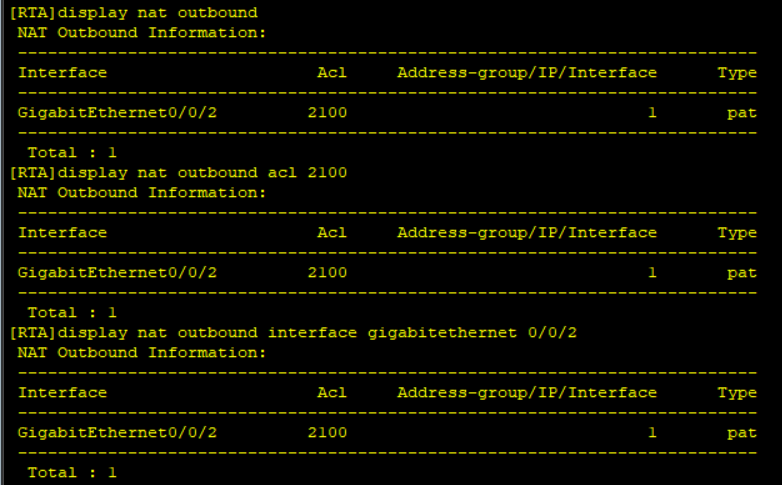 [RTA]display nat outbound
NAT Outbound Information:
--------------------------------------------------------------------------
Interface Acl Address-group/IP/Interface Type
--------------------------------------------------------------------------
GigabitEthernet0/0/2 2100 1 pat
--------------------------------------------------------------------------
Total : 1
[RTA]display nat outbound acl 2100
NAT Outbound Information:
--------------------------------------------------------------------------
Interface Acl Address-group/IP/Interface Type
--------------------------------------------------------------------------
GigabitEthernet0/0/2 2100 1 pat
--------------------------------------------------------------------------
Total : 1
[RTA]display nat outbound interface gigabitethernet 0/0/2
NAT Outbound Information:
--------------------------------------------------------------------------
Interface Acl Address-group/IP/Interface Type
--------------------------------------------------------------------------
GigabitEthernet0/0/2 2100 1 pat
--------------------------------------------------------------------------
Total : 1